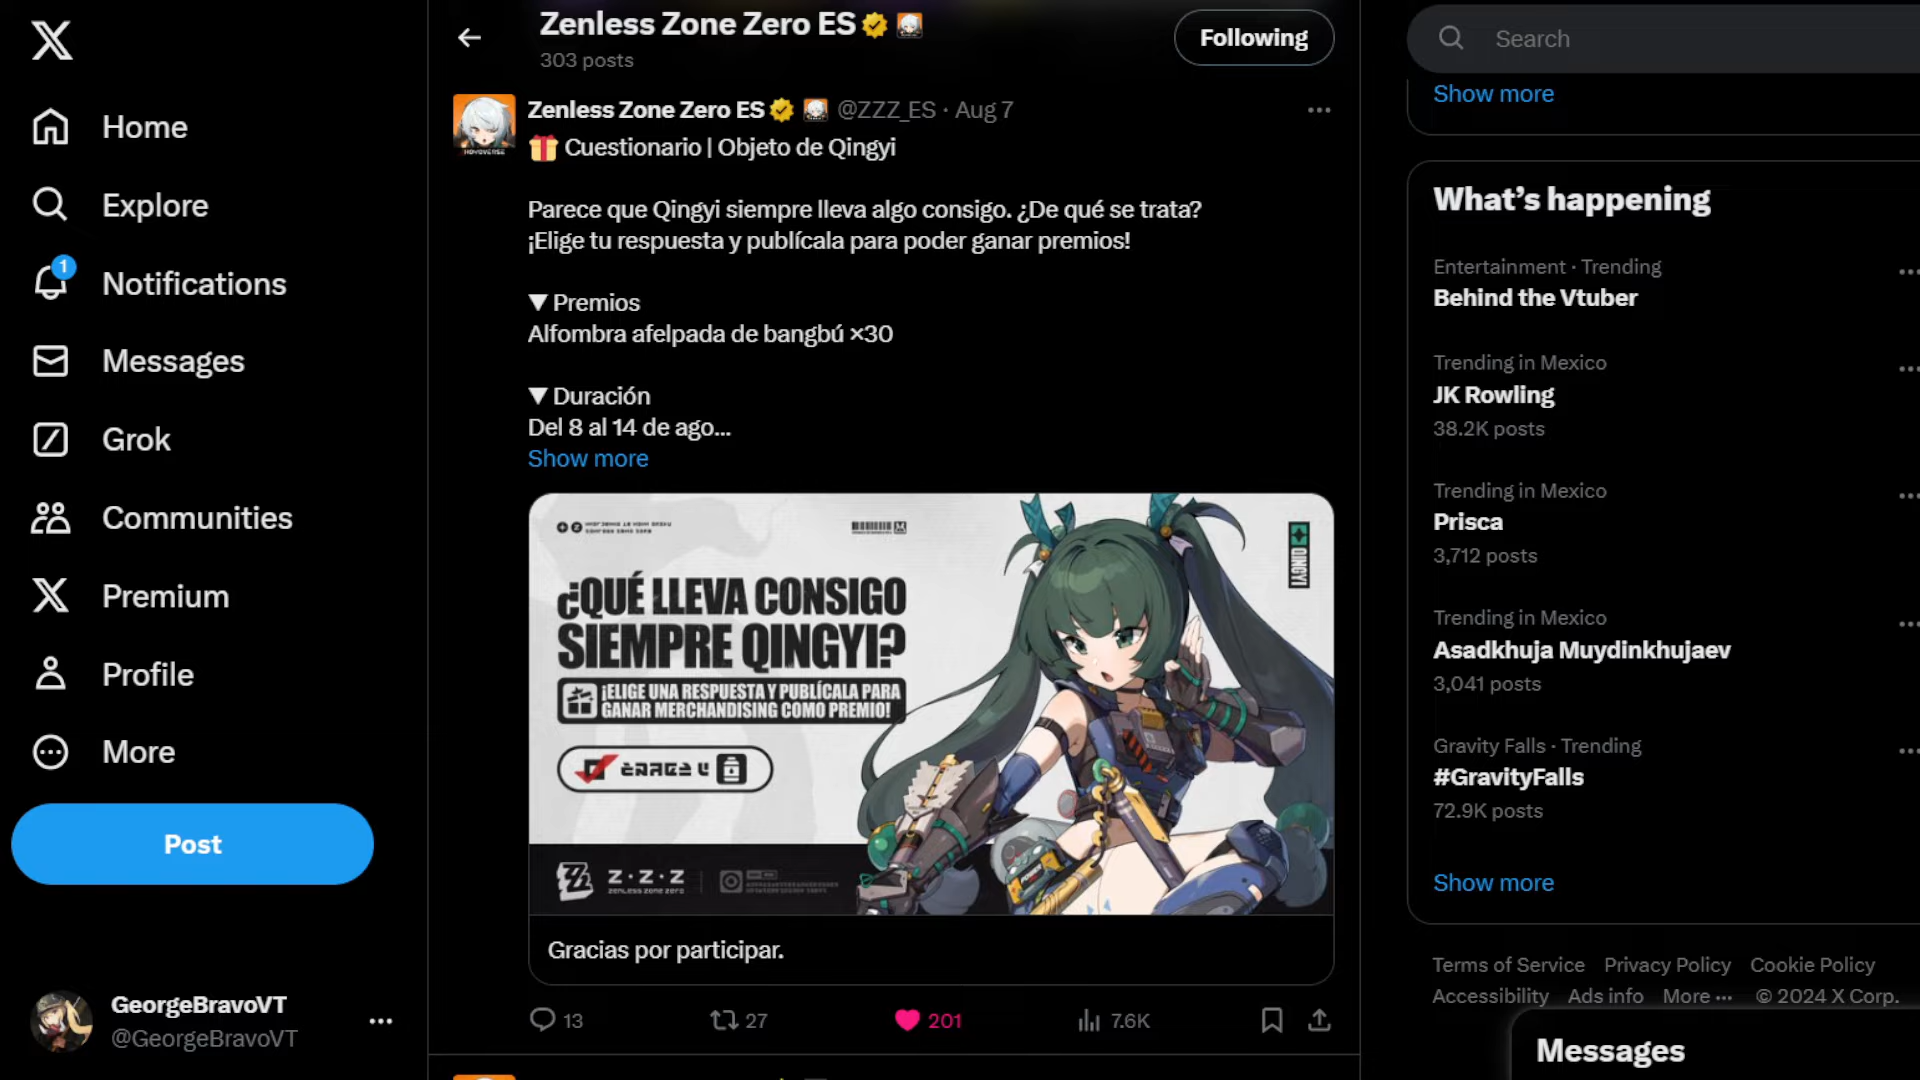 Home
Explore
1
Notifications
Messages
Grok
Communities
Premium
Profile
More
Post
GeorgeBravoVT
@GeorgeBravoVT
Zenless Zone Zero ES
303 posts
Following
Zenless Zone Zero ES @ZZZ_ES · Aug 7
Cuestionario | Objeto de Qingyi
Parece que Qingyi siempre lleva algo consigo. ¿De qué se trata?
¡Elige tu respuesta y publícala para poder ganar premios!
▼ Premios
Alfombra afelpada de bangbú ×30
▼ Duración
Del 8 al 14 de ago...
Show more
QINGYI
¿QUÉ LLEVA CONSIGO
SIEMPRE QINGYI?
¡ELIGE UNA RESPUESTA Y PUBLÍCALA PARA
GANAR MERCHANDISING COMO PREMIO!
Z·Z·Z
ZENLESS ZONE ZERO
Gracias por participar.
13
27
201
7.6K
Search
Show more
What's happening
Entertainment · Trending
Behind the Vtuber
Trending in Mexico
JK Rowling
38.2K posts
Trending in Mexico
Prisca
3,712 posts
Trending in Mexico
Asadkhuja Muydinkhujaev
3,041 posts
Gravity Falls · Trending
#GravityFalls
72.9K posts
Show more
Terms of Service Privacy Policy Cookie Policy
Accessibility Ads info More ··· © 2024 X Corp.
Messages